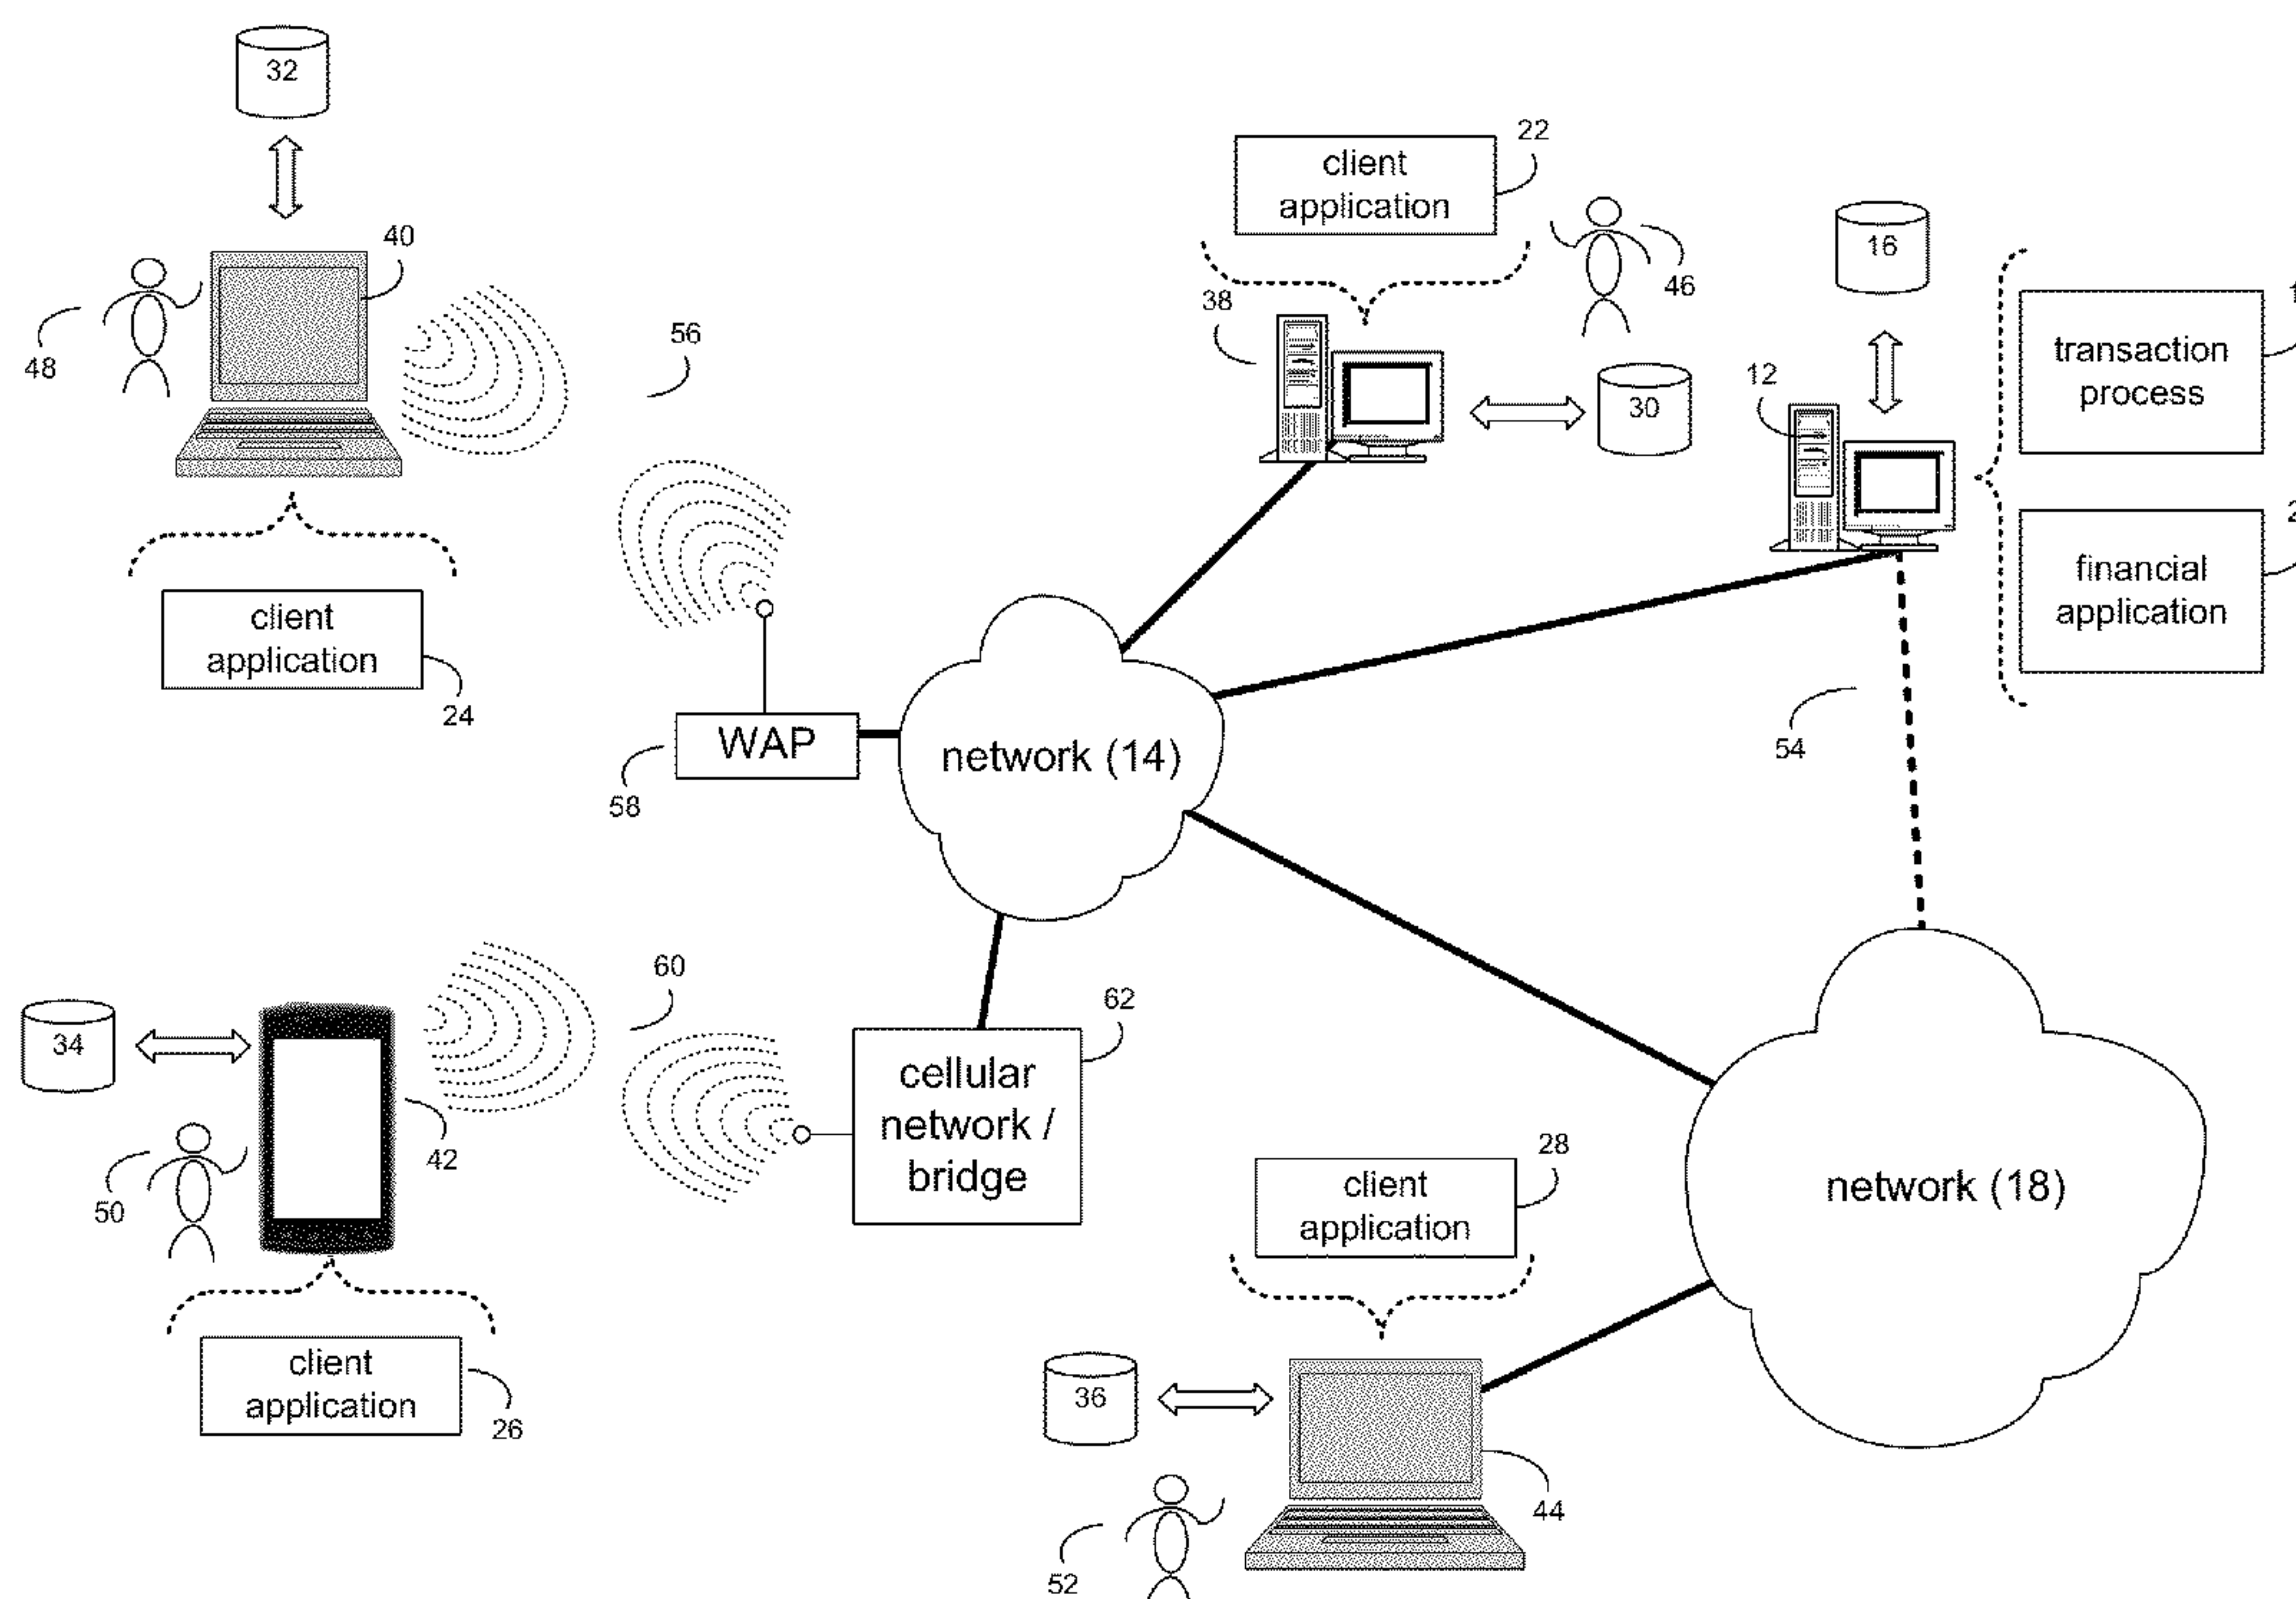 32
40
48
56
client
application
24
22
client
application
46
38
30
16
12
transaction
process
financial
application
54
WAP
58
network (14)
60
62
34
42
50
cellular
network /
bridge
client
application
26
28
client
application
36
44
52
network (18)